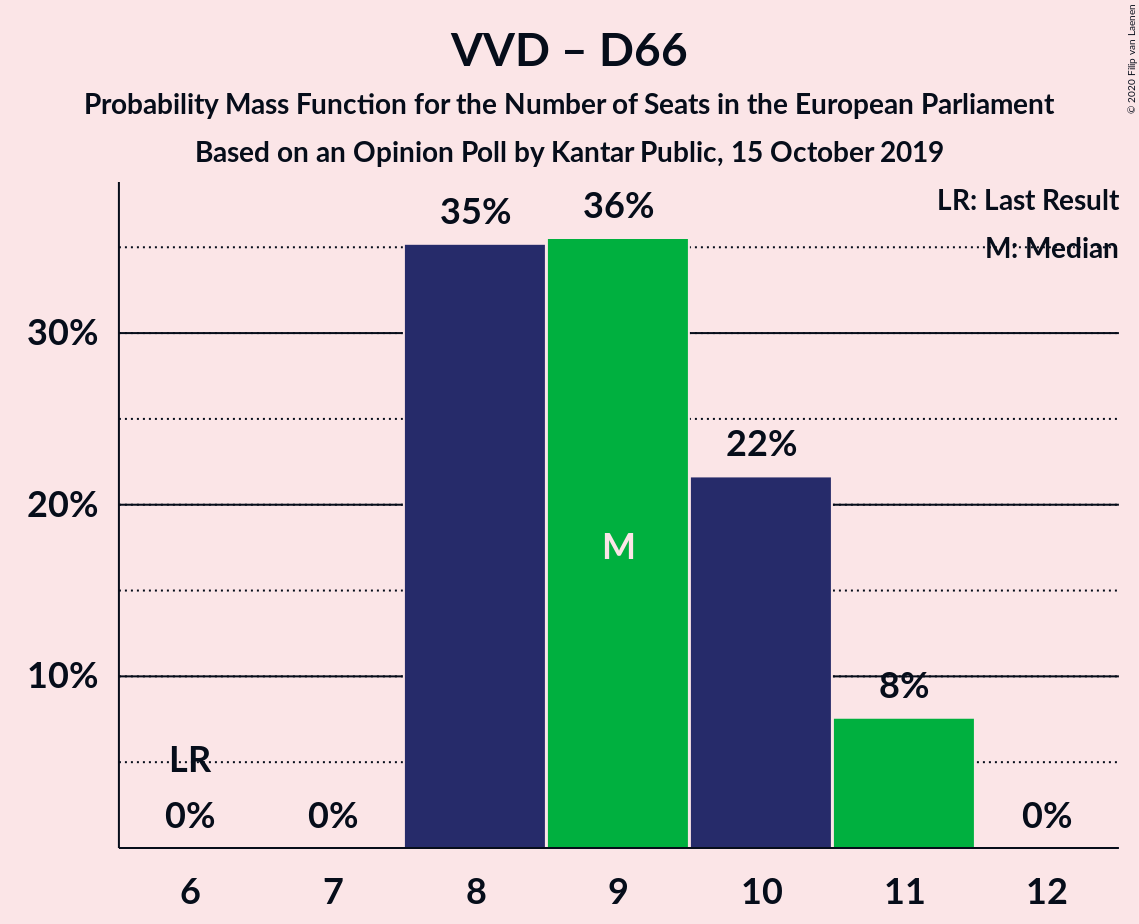 VVD – D66
Probability Mass Function for the Number of Seats in the European Parliament
Based on an Opinion Poll by Kantar Public, 15 October 2019
© 2020 Filip van Laenen
LR: Last Result
M: Median
35%
36%
22%
8%
30%
20%
10%
M
LR
0%
0%
0%
6 7 8 9 10 11 12